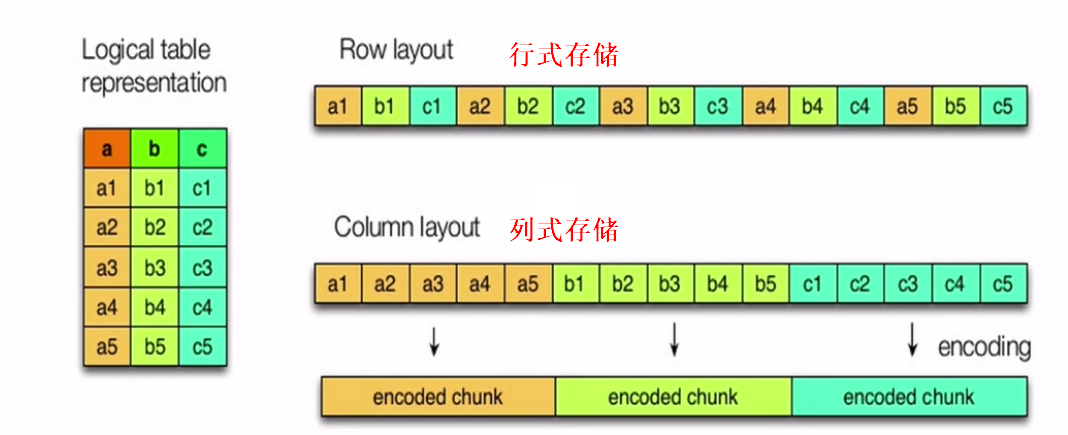 Logical table
representation
a b c
a1 b1 c1
a2 b2 c2
a3 b3 c3
a4 b4 c4
a5 b5 c5
Row layout 行式存储
a1 b1 c1 a2 b2 c2 a3 b3 c3 a4 b4 c4 a5 b5 c5
Column layout 列式存储
a1 a2 a3 a4 a5 b1 b2 b3 b4 b5 c1 c2 c3 c4 c5
encoding
encoded chunk encoded chunk encoded chunk